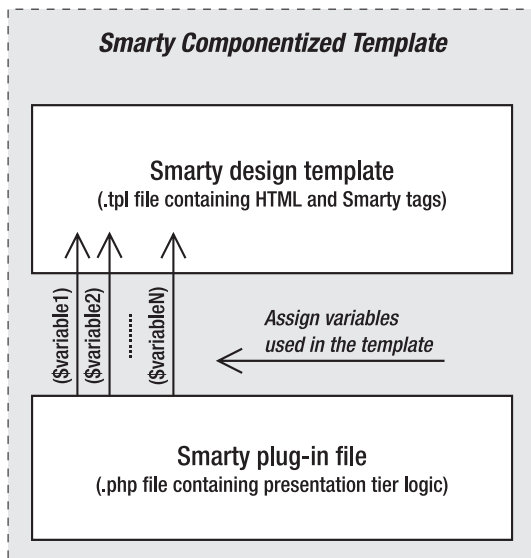 Smarty Componentized Template
Smarty design template
(.tpl file containing HTML and Smarty tags)
($variable1)
($variable2)
.........
($variableN)
Assign variables
used in the template
Smarty plug-in file
(.php file containing presentation tier logic)